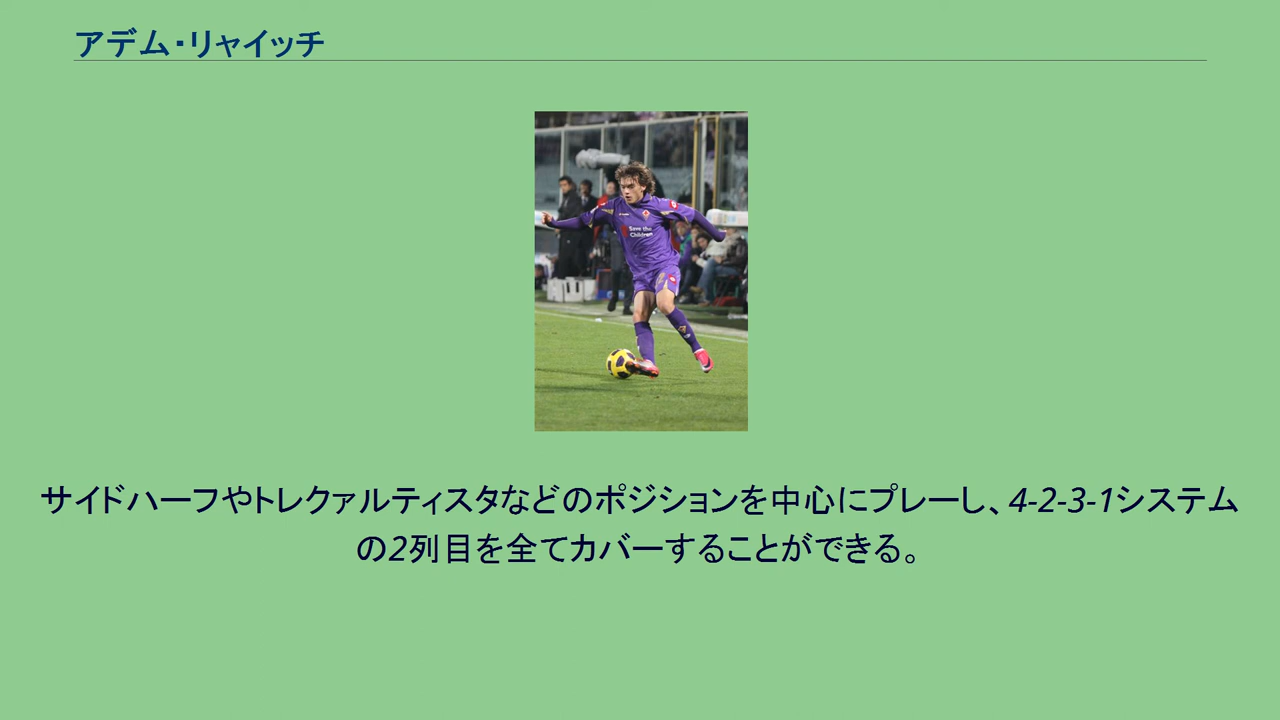 アデム・リャイッチ
Save the
Children
サイドハーフやトレクァルティスタなどのポジションを中心にプレーし、4-2-3-1システム
の2列目を全てカバーすることができる。